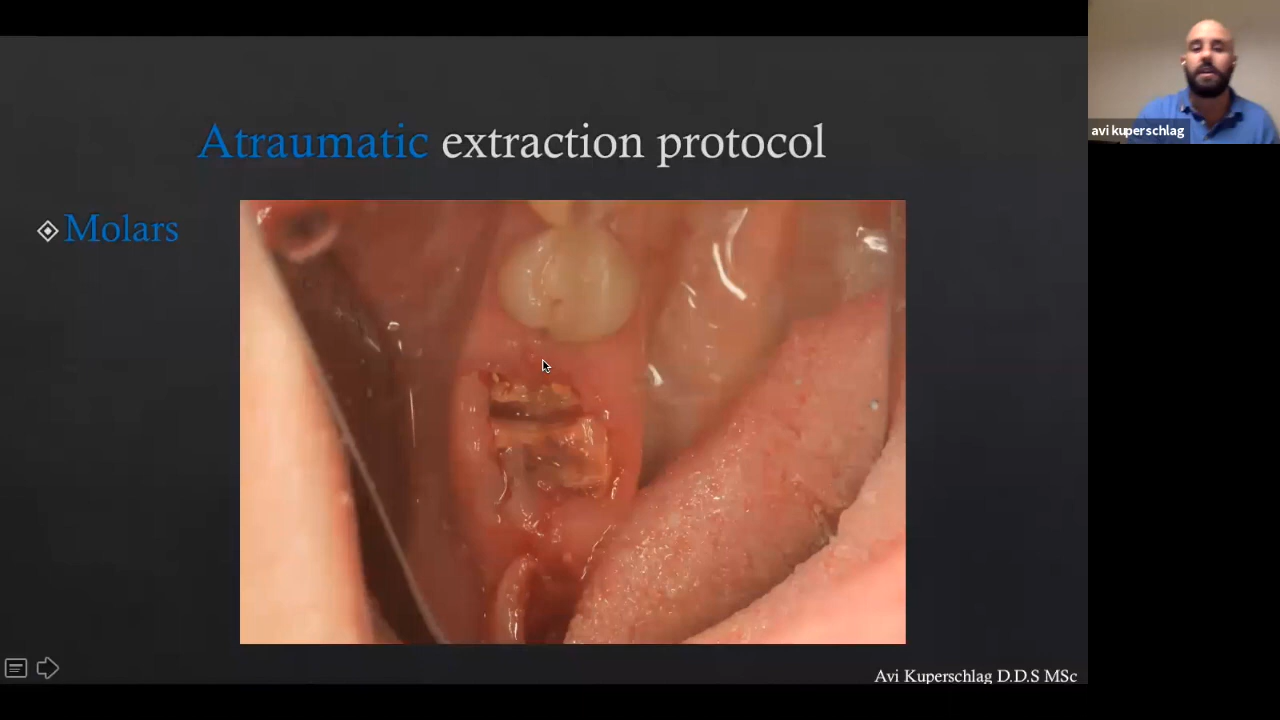 avi kuperschlag
Atraumatic extraction protocol
Molars
Avi Kuperschlag D.D.S MSc